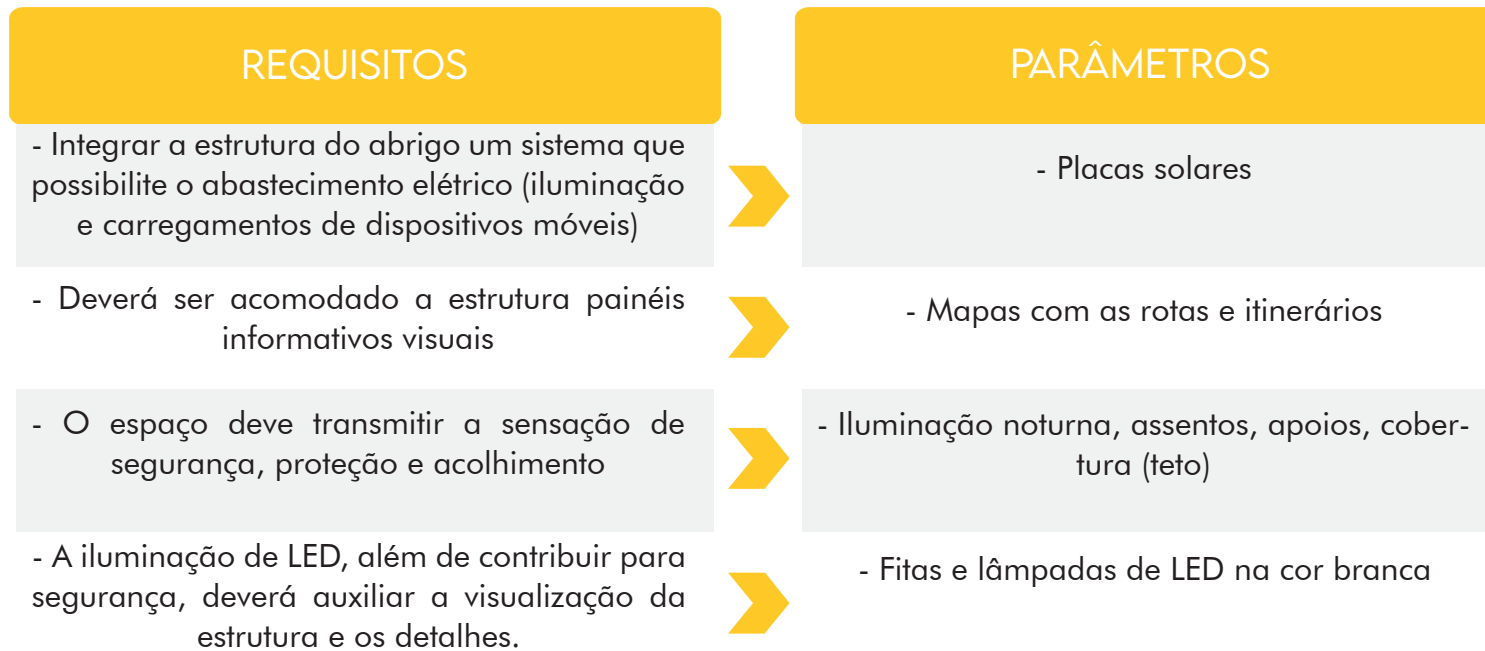 REQUISITOS
PARÂMETROS
- Integrar a estrutura do abrigo um sistema que
possibilite o abastecimento elétrico (iluminação
e carregamentos de dispositivos móveis)
- Placas solares
- Deverá ser acomodado a estrutura painéis
informativos visuais
- Mapas com as rotas e itinerários
- O espaço deve transmitir a sensação de
segurança, proteção e acolhimento
- Iluminação noturna, assentos, apoios, cober-
tura (teto)
- A iluminação de LED, além de contribuir para
segurança, deverá auxiliar a visualização da
estrutura e os detalhes.
- Fitas e lâmpadas de LED na cor branca